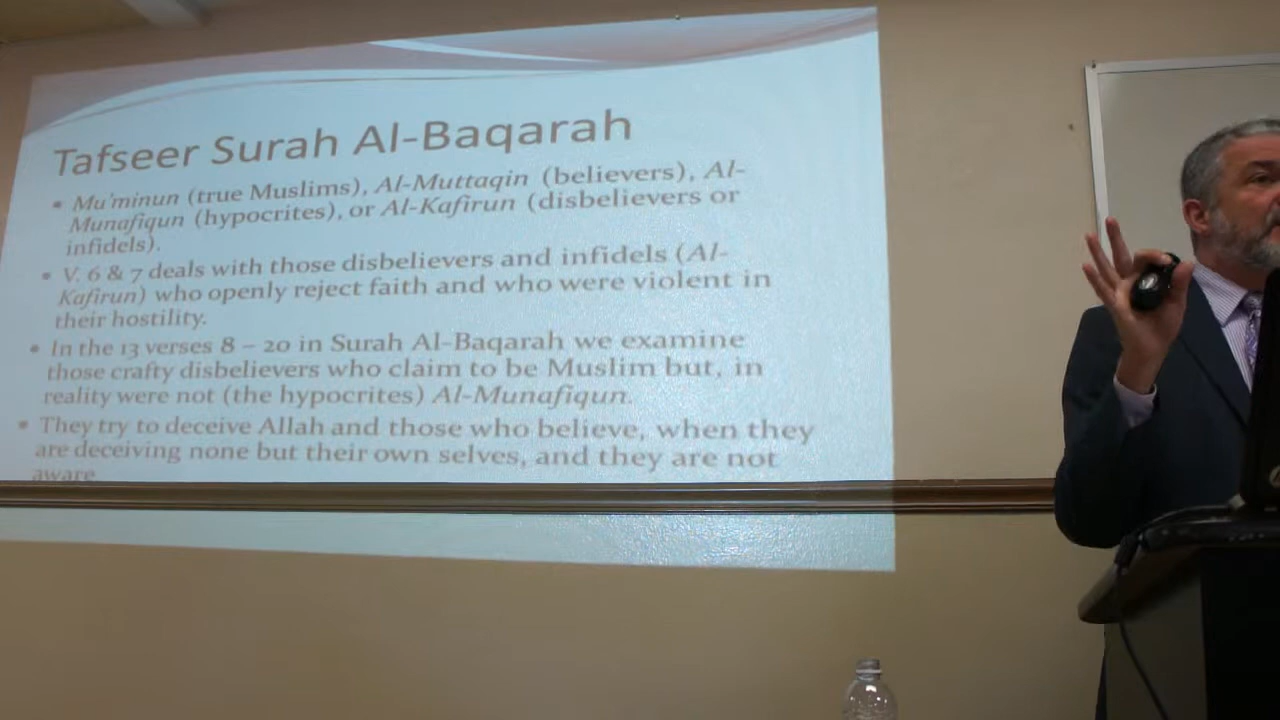 Tafseer Surah Al-Baqarah
• Mu'minun (true Muslims), Al-Muttaqin (believers), Al-
Munafiqun (hypocrites), or Al-Kafirun (disbelievers or
infidels).
• V. 6 & 7 deals with those disbelievers and infidels (Al-
Kafirun) who openly reject faith and who were violent in
their hostility.
• In the 13 verses 8 – 20 in Surah Al-Baqarah we examine
those crafty disbelievers who claim to be Muslim but, in
reality were not (the hypocrites) Al-Munafiqun.
• They try to deceive Allah and those who believe, when they
are deceiving none but their own selves, and they are not
aware